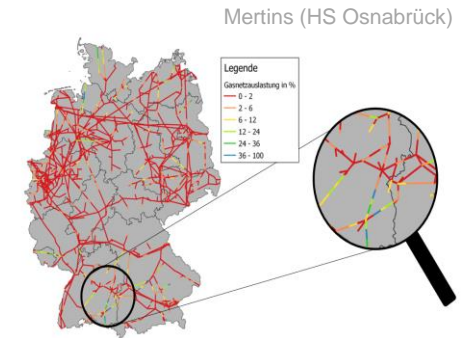 Mertins (HS Osnabrück)
Legende
Gasnetzauslastung in %
0 - 2
2 - 6
6 - 12
12 - 24
24 - 36
36 - 100